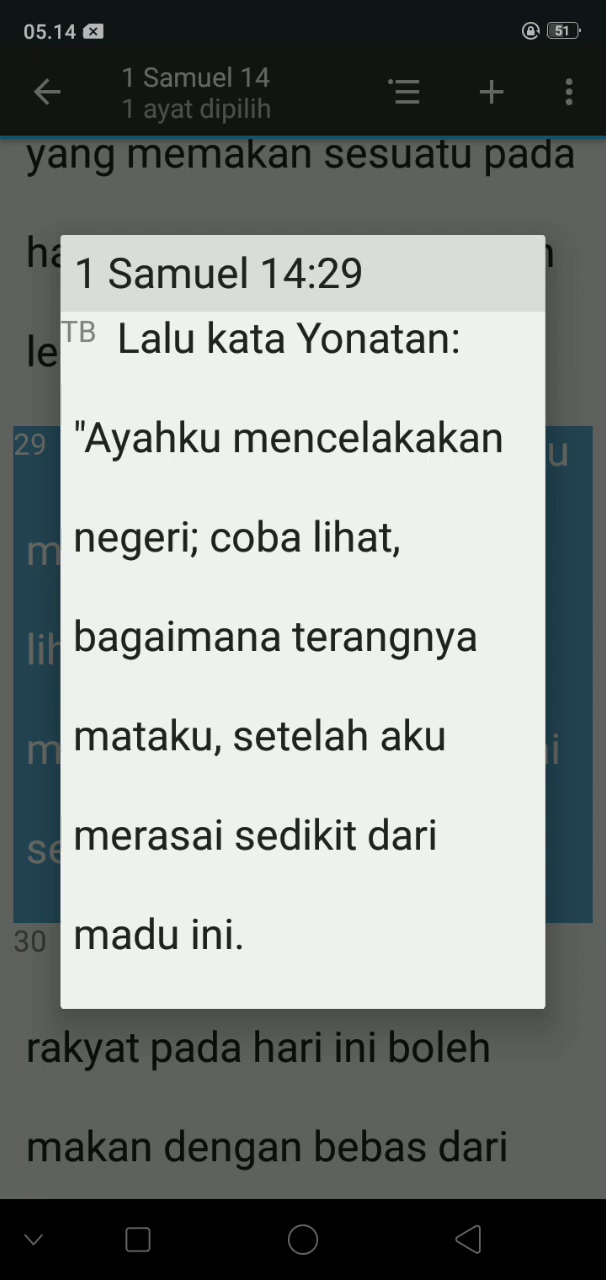 05.14
51
1 Samuel 14
1 ayat dipilih
yang memakan sesuatu pada
1 Samuel 14:29
TB Lalu kata Yonatan:
29 "Ayahku mencelakakan
negeri; coba lihat,
bagaimana terangnya
mataku, setelah aku
merasai sedikit dari
madu ini.
30
rakyat pada hari ini boleh
makan dengan bebas dari